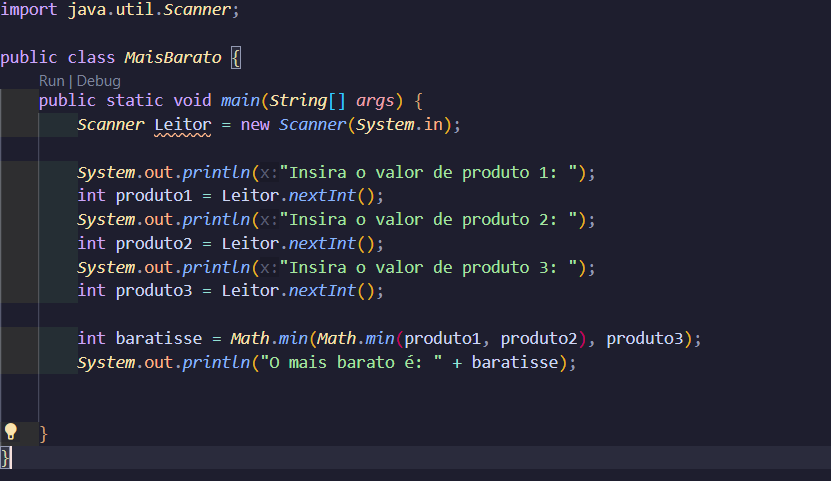 import java.util.Scanner;
public class MaisBarato {
Run | Debug
public static void main(String[] args) {
Scanner Leitor = new Scanner(System.in);
System.out.println(x:"Insira o valor de produto 1: ");
int produto1 = Leitor.nextInt();
System.out.println(x:"Insira o valor de produto 2: ");
int produto2 = Leitor.nextInt();
System.out.println(x:"Insira o valor de produto 3: ");
int produto3 = Leitor.nextInt();
int baratisse = Math.min(Math.min(produto1, produto2), produto3);
System.out.println("O mais barato é: " + baratisse);
}
}